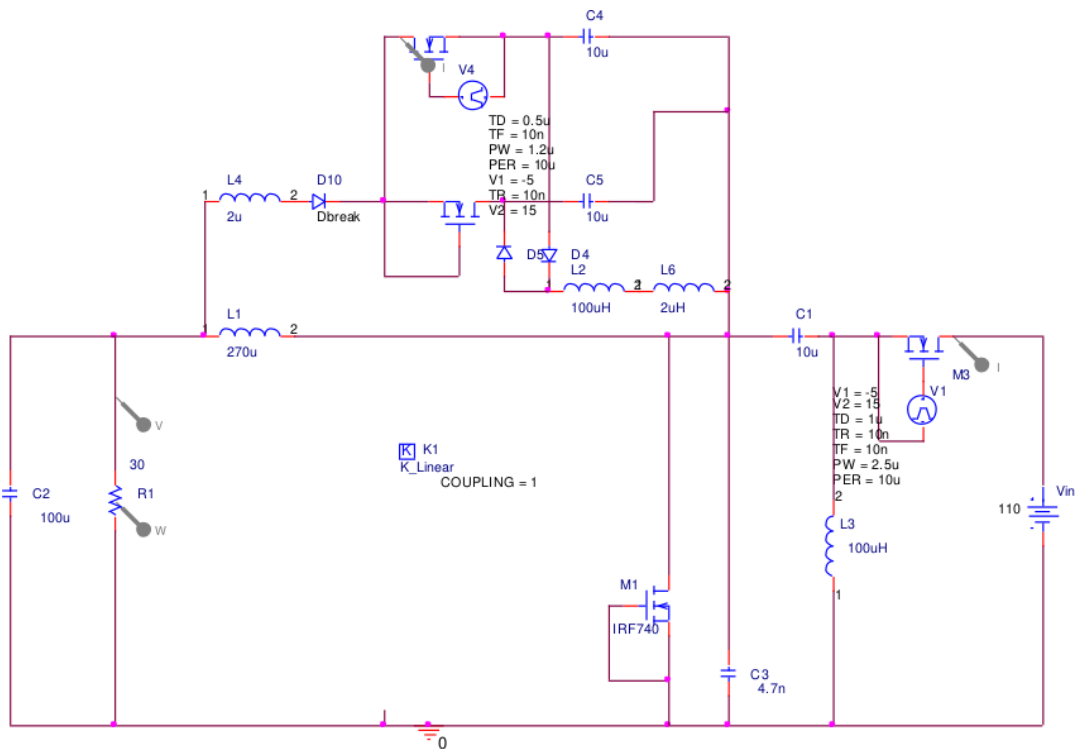 C4
10u
I
V4
TD = 0.5u
TF = 10n
PW = 1.2u
PER = 10u
V1 = -5
TR = 10n
V2 = 15
L4
1
2
2u
D10
Dbreak
C5
10u
D5
D4
L2
1
2
100uH
L6
1
2
2uH
L1
1
2
270u
C1
10u
M3
I
V1
V1 = -5
V2 = 15
TD = 1u
TR = 10n
TF = 10n
PW = 2.5u
PER = 10u
V
K K1
K_Linear
COUPLING = 1
30
R1
W
C2
100u
2
L3
100uH
1
Vin
110
+
-
M1
IRF740
C3
4.7n
0